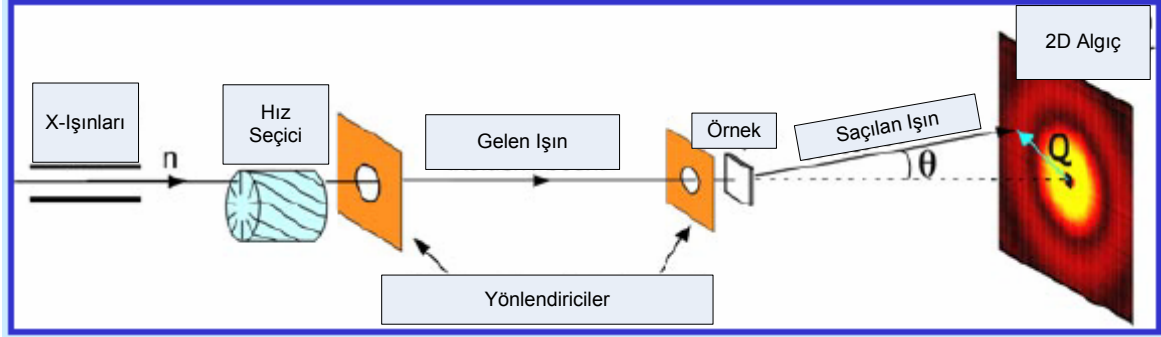 2D Algıç
X-Işınları
Hız
Seçici
Gelen Işın
Örnek
Saçılan Işın
n
θ
Q
Yönlendiriciler